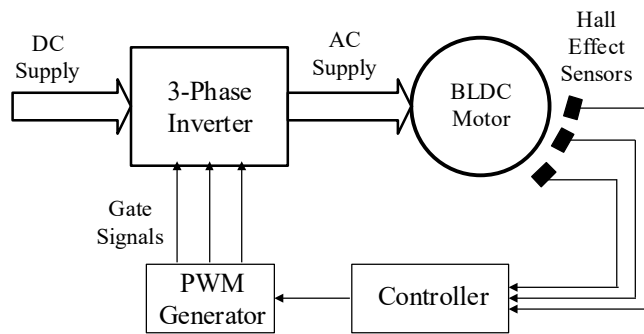 DC
Supply
3-Phase
Inverter
AC
Supply
BLDC
Motor
Hall
Effect
Sensors
Gate
Signals
PWM
Generator
Controller